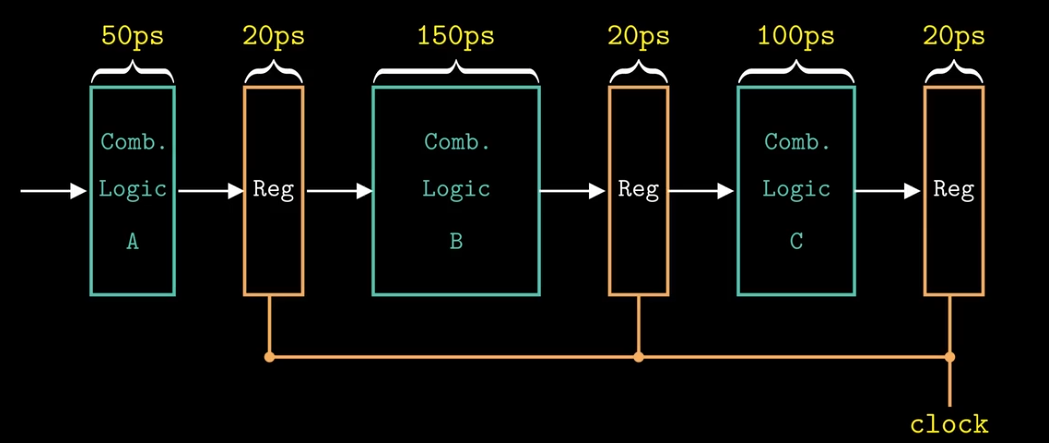 50ps 20ps 150ps 20ps 100ps 20ps
Comb. Comb. Comb.
Logic Reg Logic Reg Logic Reg
A B C
clock